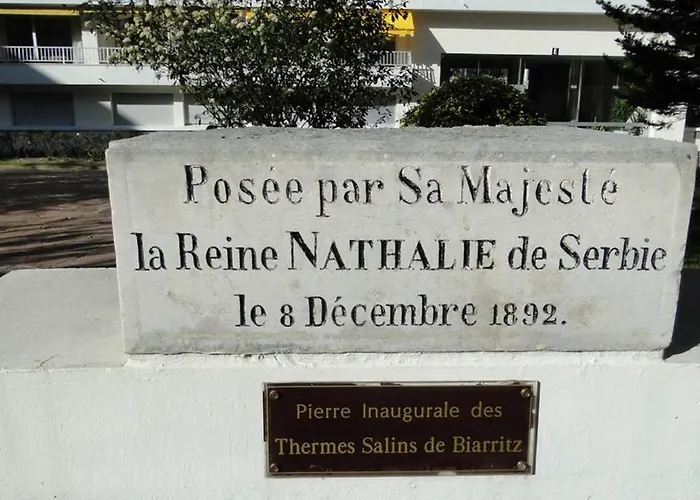 Posée par Sa Majesté
la Reine NATHALIE de Serbie
le 8 Décembre 1892.
Pierre Inaugurale des
Thermes Salins de Biarritz